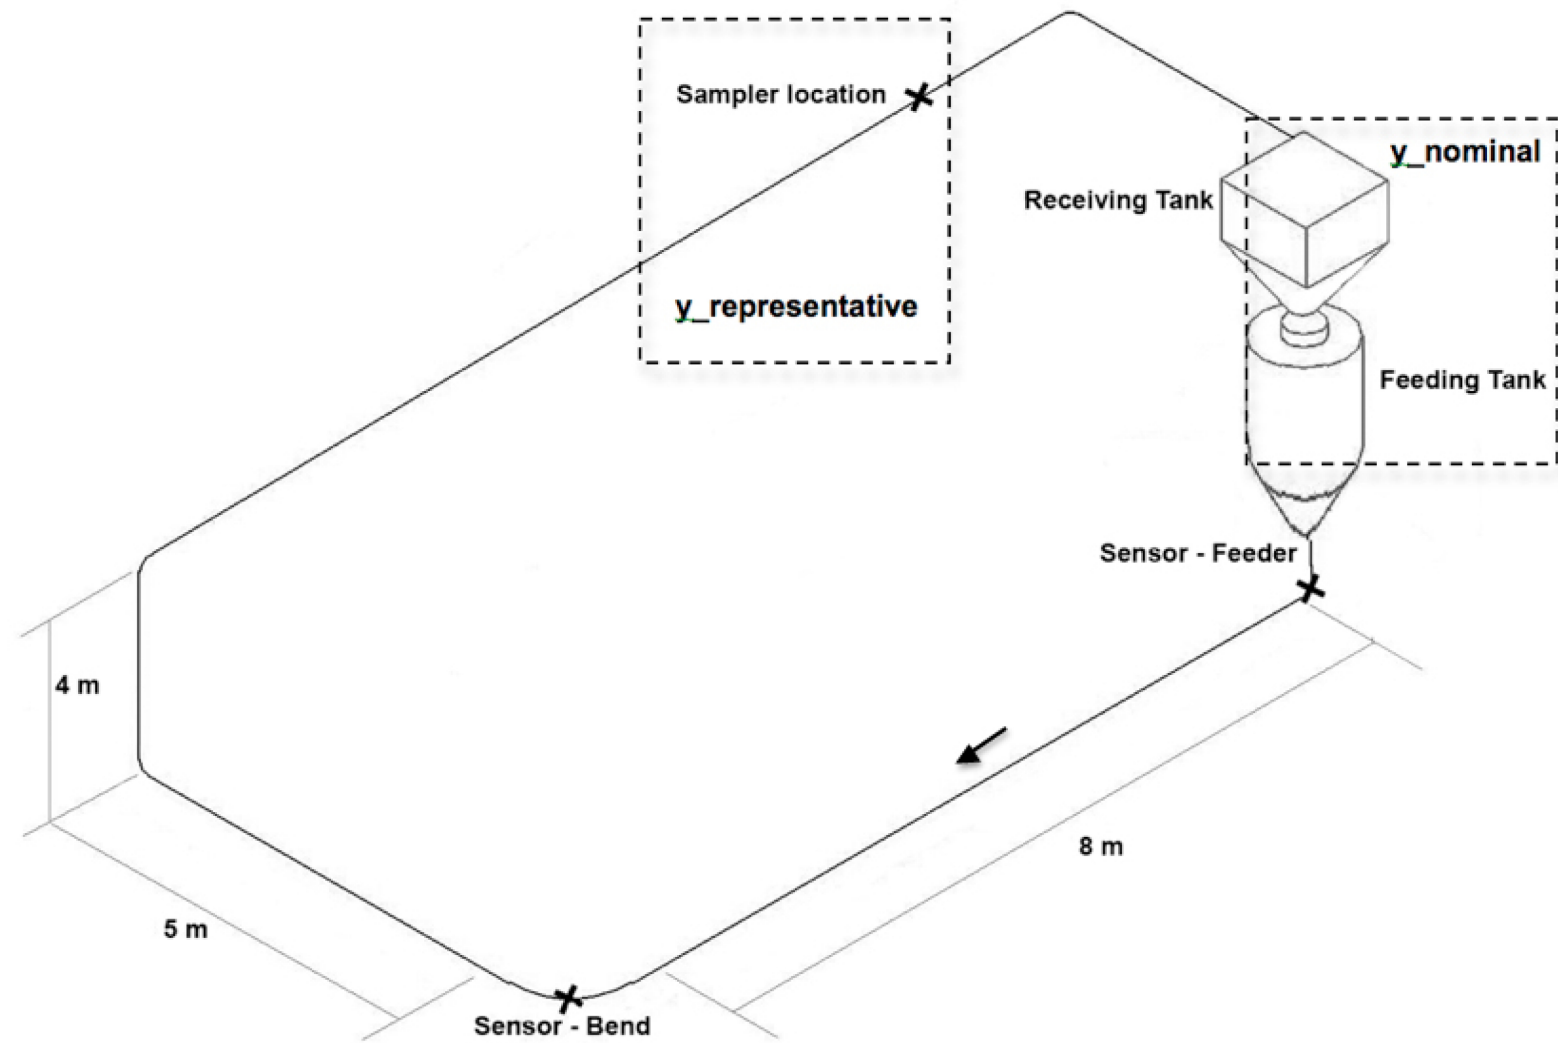 Sampler location
y_nominal
Receiving Tank
y_representative
Feeding Tank
Sensor - Feeder
4 m
8 m
5 m
Sensor - Bend